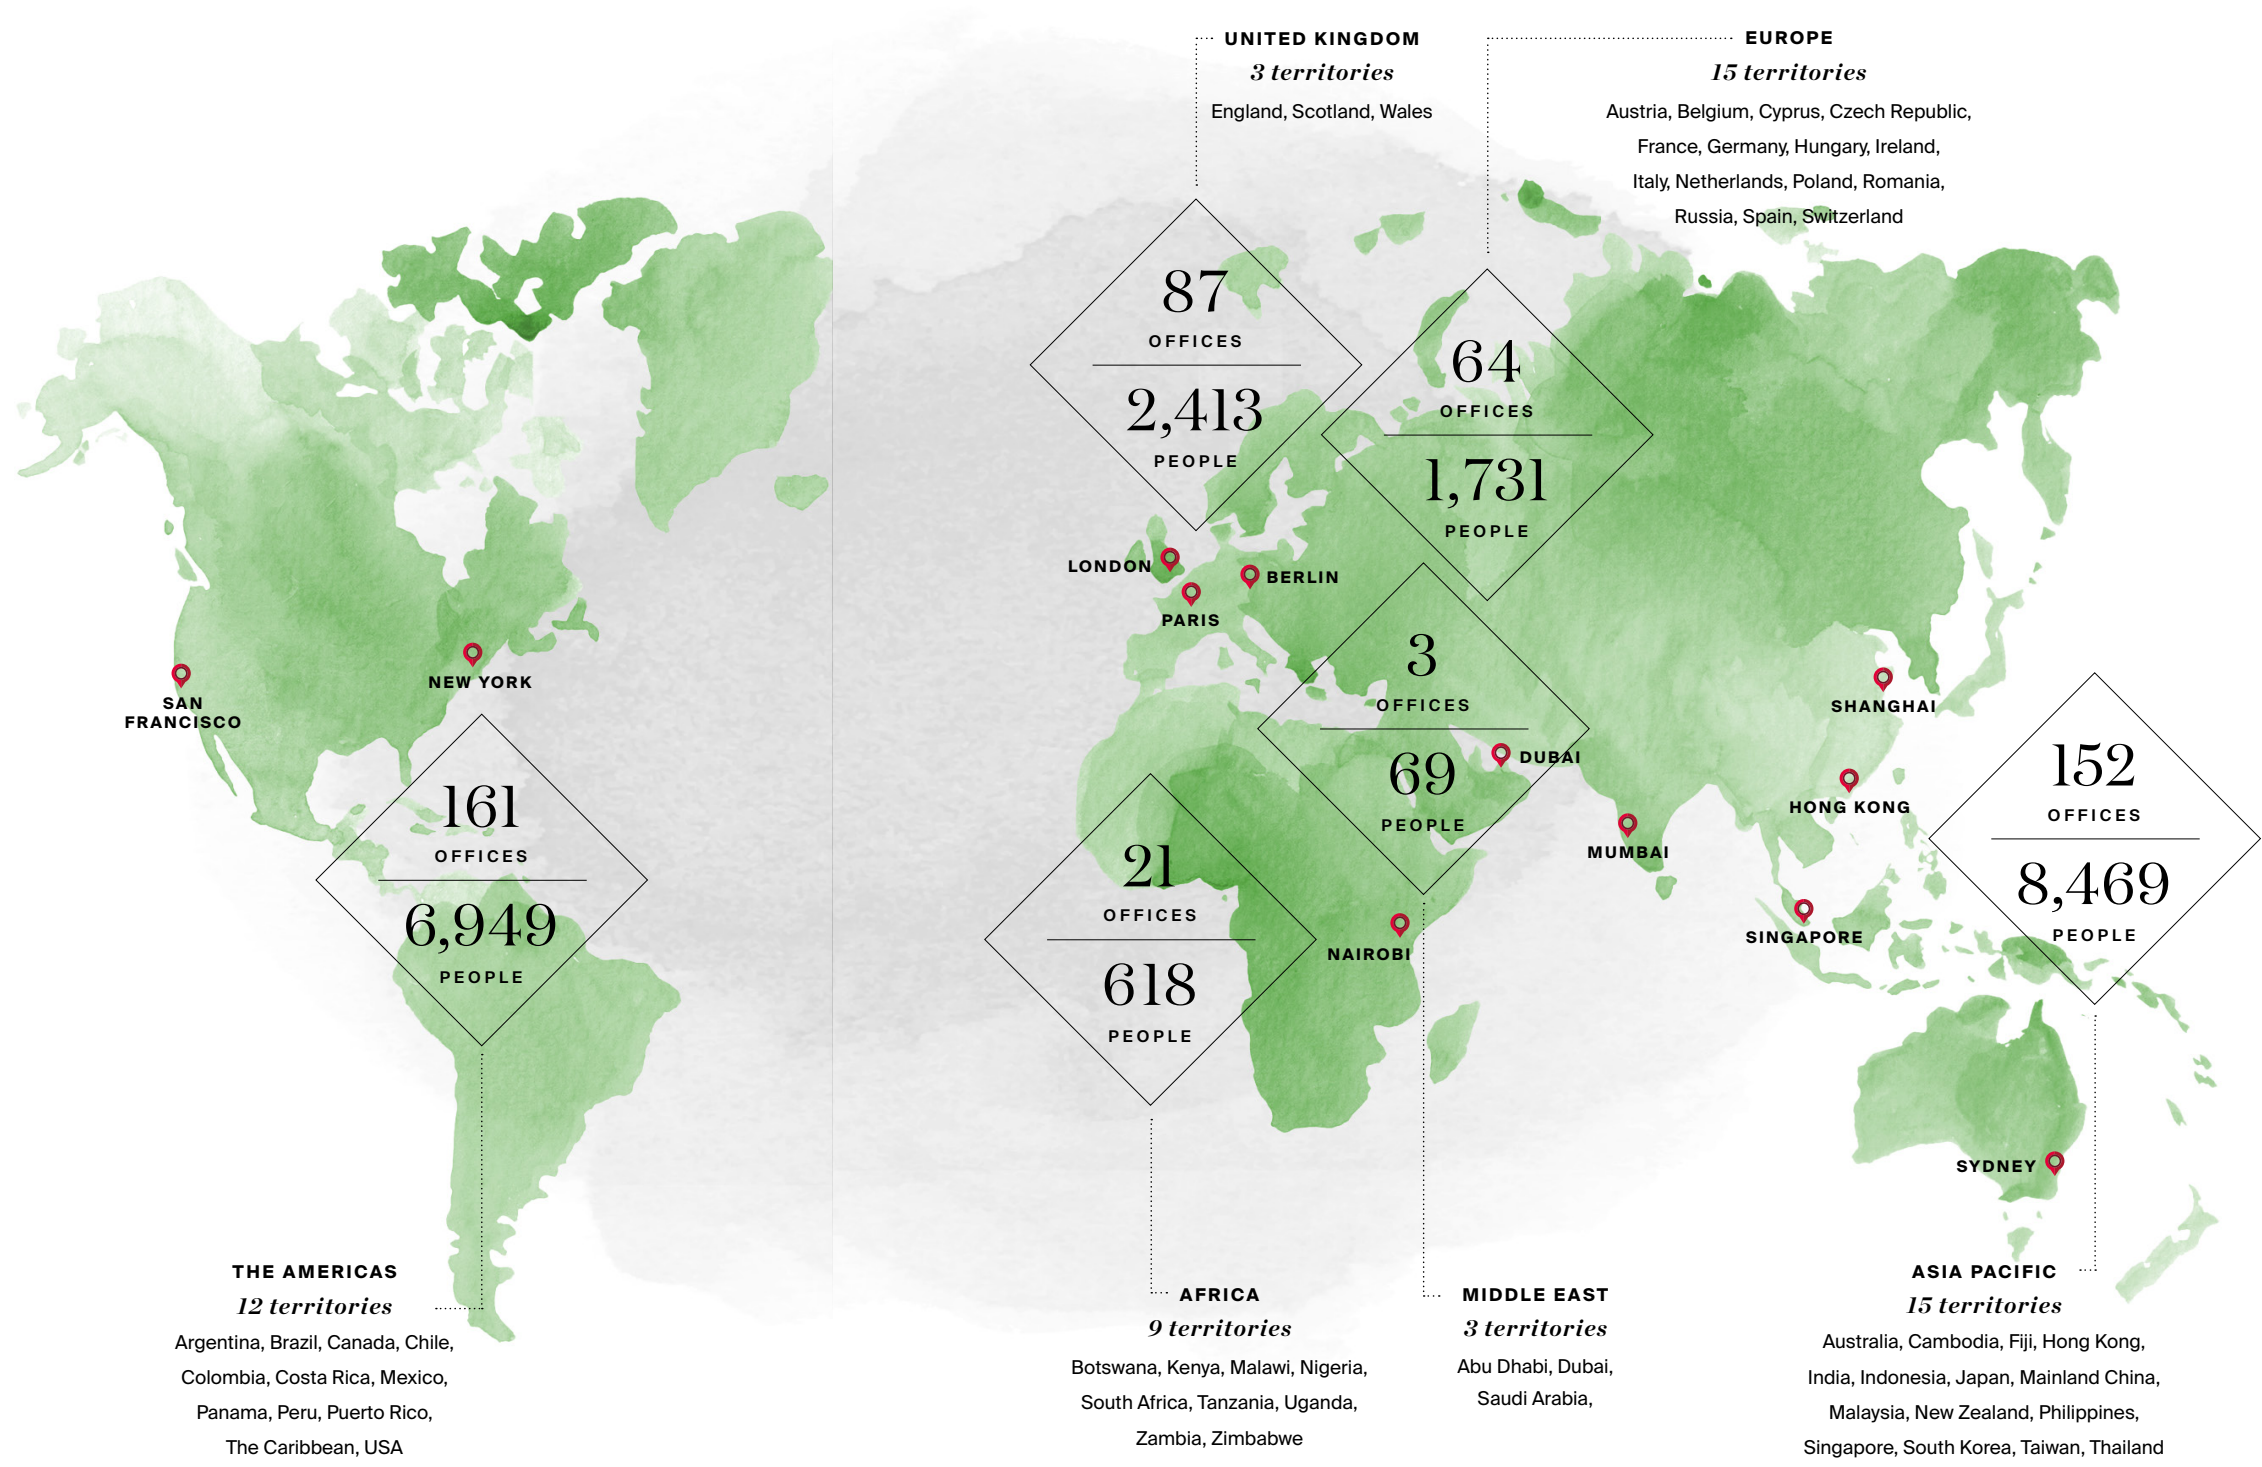 UNITED KINGDOM
3 territories
England, Scotland, Wales
EUROPE
15 territories
Austria, Belgium, Cyprus, Czech Republic,
France, Germany, Hungary, Ireland,
Italy, Netherlands, Poland, Romania,
Russia, Spain, Switzerland
87
OFFICES
2,413
PEOPLE
64
OFFICES
1,731
PEOPLE
LONDON
BERLIN
PARIS
NEW YORK
SAN
FRANCISCO
3
OFFICES
69
PEOPLE
DUBAI
SHANGHAI
HONG KONG
MUMBAI
SINGAPORE
161
OFFICES
6,949
PEOPLE
21
OFFICES
618
PEOPLE
NAIROBI
152
OFFICES
8,469
PEOPLE
SYDNEY
THE AMERICAS
12 territories
Argentina, Brazil, Canada, Chile,
Colombia, Costa Rica, Mexico,
Panama, Peru, Puerto Rico,
The Caribbean, USA
AFRICA
9 territories
Botswana, Kenya, Malawi, Nigeria,
South Africa, Tanzania, Uganda,
Zambia, Zimbabwe
MIDDLE EAST
3 territories
Abu Dhabi, Dubai,
Saudi Arabia,
ASIA PACIFIC
15 territories
Australia, Cambodia, Fiji, Hong Kong,
India, Indonesia, Japan, Mainland China,
Malaysia, New Zealand, Philippines,
Singapore, South Korea, Taiwan, Thailand